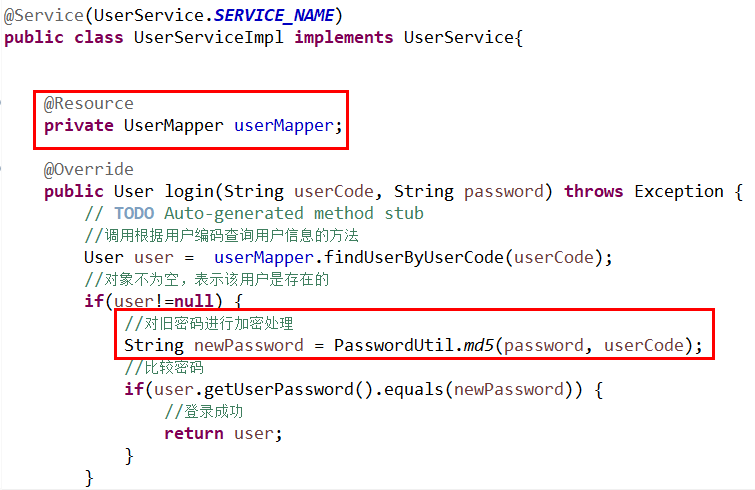 @Service(UserService.SERVICE_NAME)
public class UserServiceImpl implements UserService{
@Resource
private UserMapper userMapper;
@Override
public User login(String userCode, String password) throws Exception {
// TODO Auto-generated method stub
//调用根据用户编码查询用户信息的方法
User user =  userMapper.findUserByUserCode(userCode);
//对象不为空，表示该用户是存在的
if(user!=null) {
//对旧密码进行加密处理
String newPassword = PasswordUtil.md5(password, userCode);
//比较密码
if(user.getUserPassword().equals(newPassword)) {
//登录成功
return user;
}
}